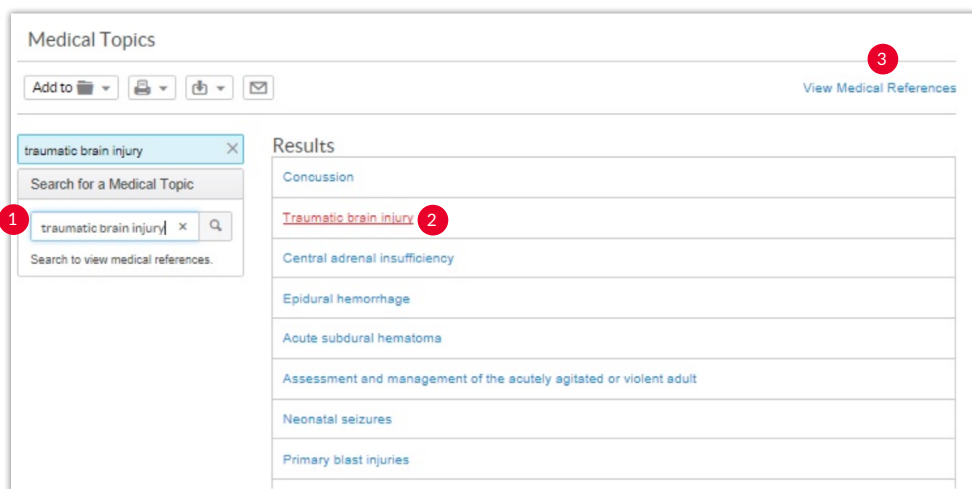 Medical Topics
3
Add to
View Medical References
traumatic brain injury ×
Search for a Medical Topic
1
traumatic brain injury ×
Search to view medical references.
Results
Concussion
Traumatic brain injury 2
Central adrenal insufficiency
Epidural hemorrhage
Acute subdural hematoma
Assessment and management of the acutely agitated or violent adult
Neonatal seizures
Primary blast injuries